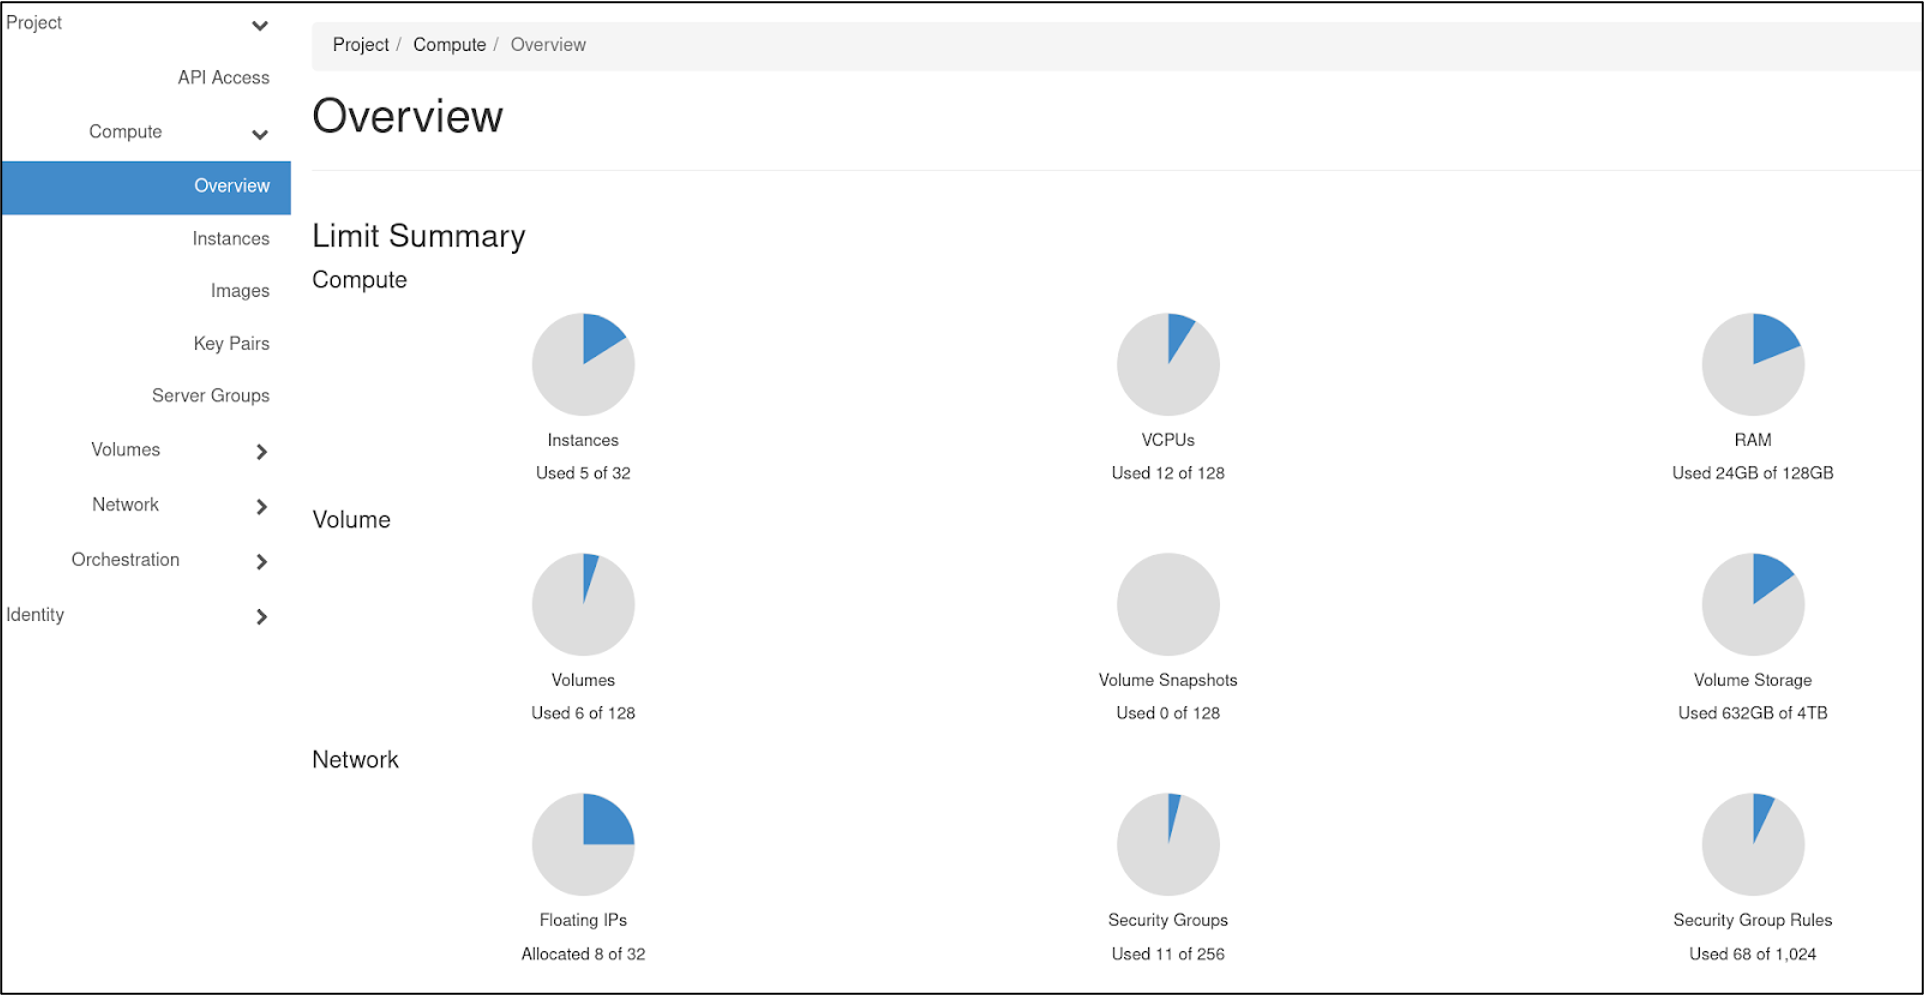 Project
API Access
Compute
Overview
Instances
Images
Key Pairs
Server Groups
Volumes
Network
Orchestration
Identity
Project / Compute / Overview
Overview
Limit Summary
Compute
Instances
Used 5 of 32
VCPUs
Used 12 of 128
RAM
Used 24GB of 128GB
Volume
Volumes
Used 6 of 128
Volume Snapshots
Used 0 of 128
Volume Storage
Used 632GB of 4TB
Network
Floating IPs
Allocated 8 of 32
Security Groups
Used 11 of 256
Security Group Rules
Used 68 of 1,024